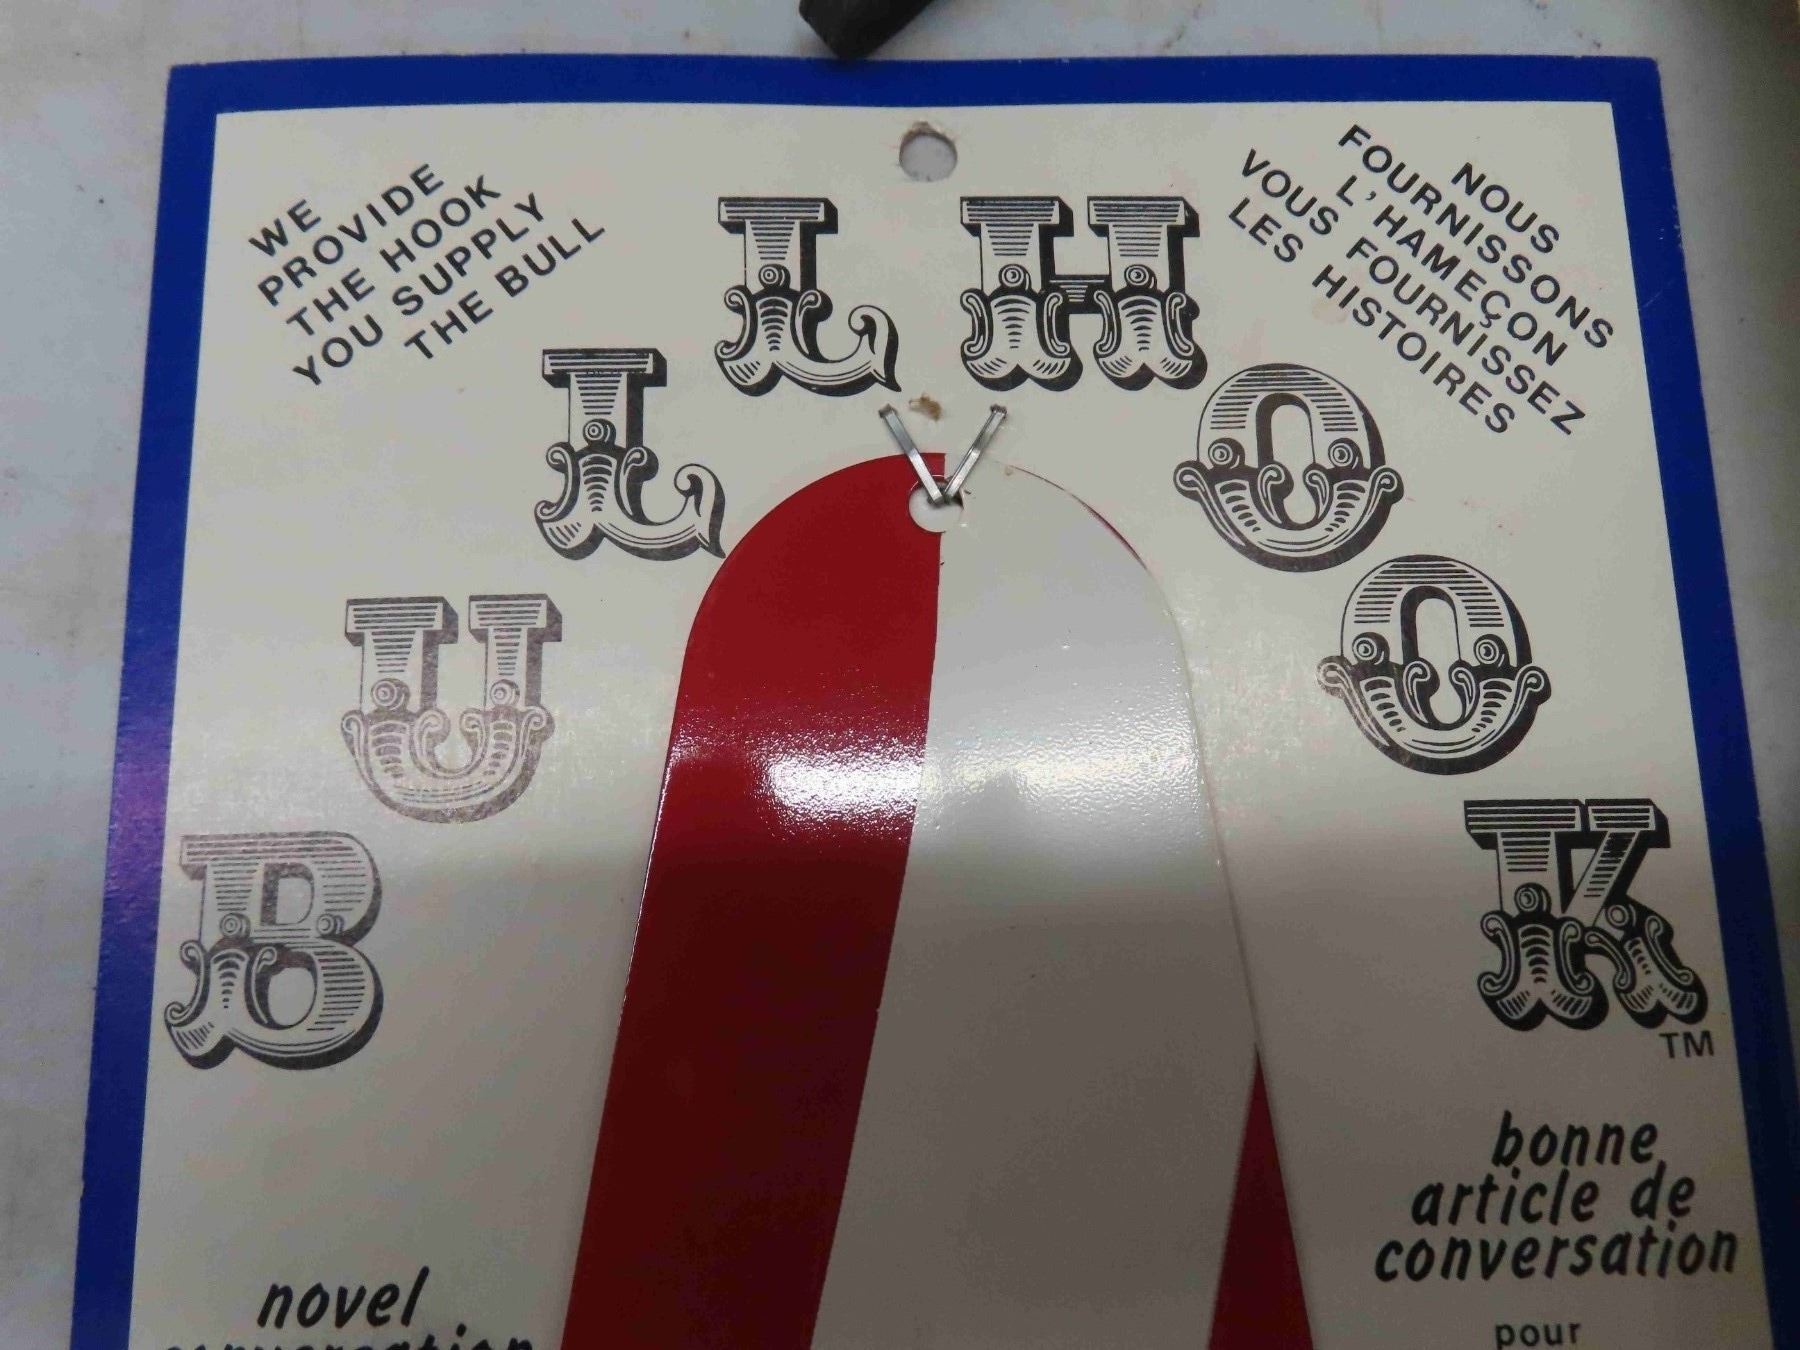 WE
PROVIDE
THE HOOK
YOU SUPPLY
THE BULL
NOUS
FOURNISSONS
L'HAMEÇON
VOUS FOURNISSEZ
LES HISTOIRES
BULLHOOK
TM
bonne
article de
conversation
pour
novel
conversation